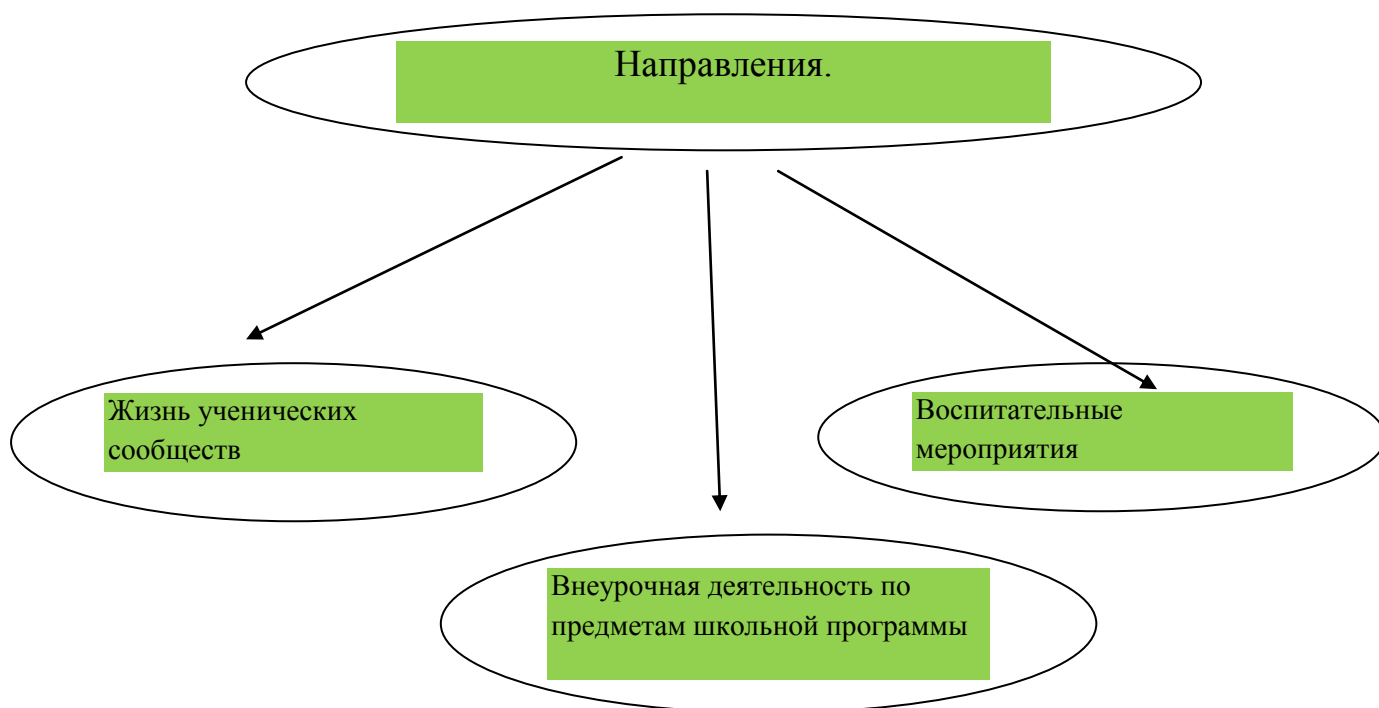 Направления.
Жизнь ученических
сообществ
Воспитательные
мероприятия
Внеурочная деятельность по
предметам школьной программы